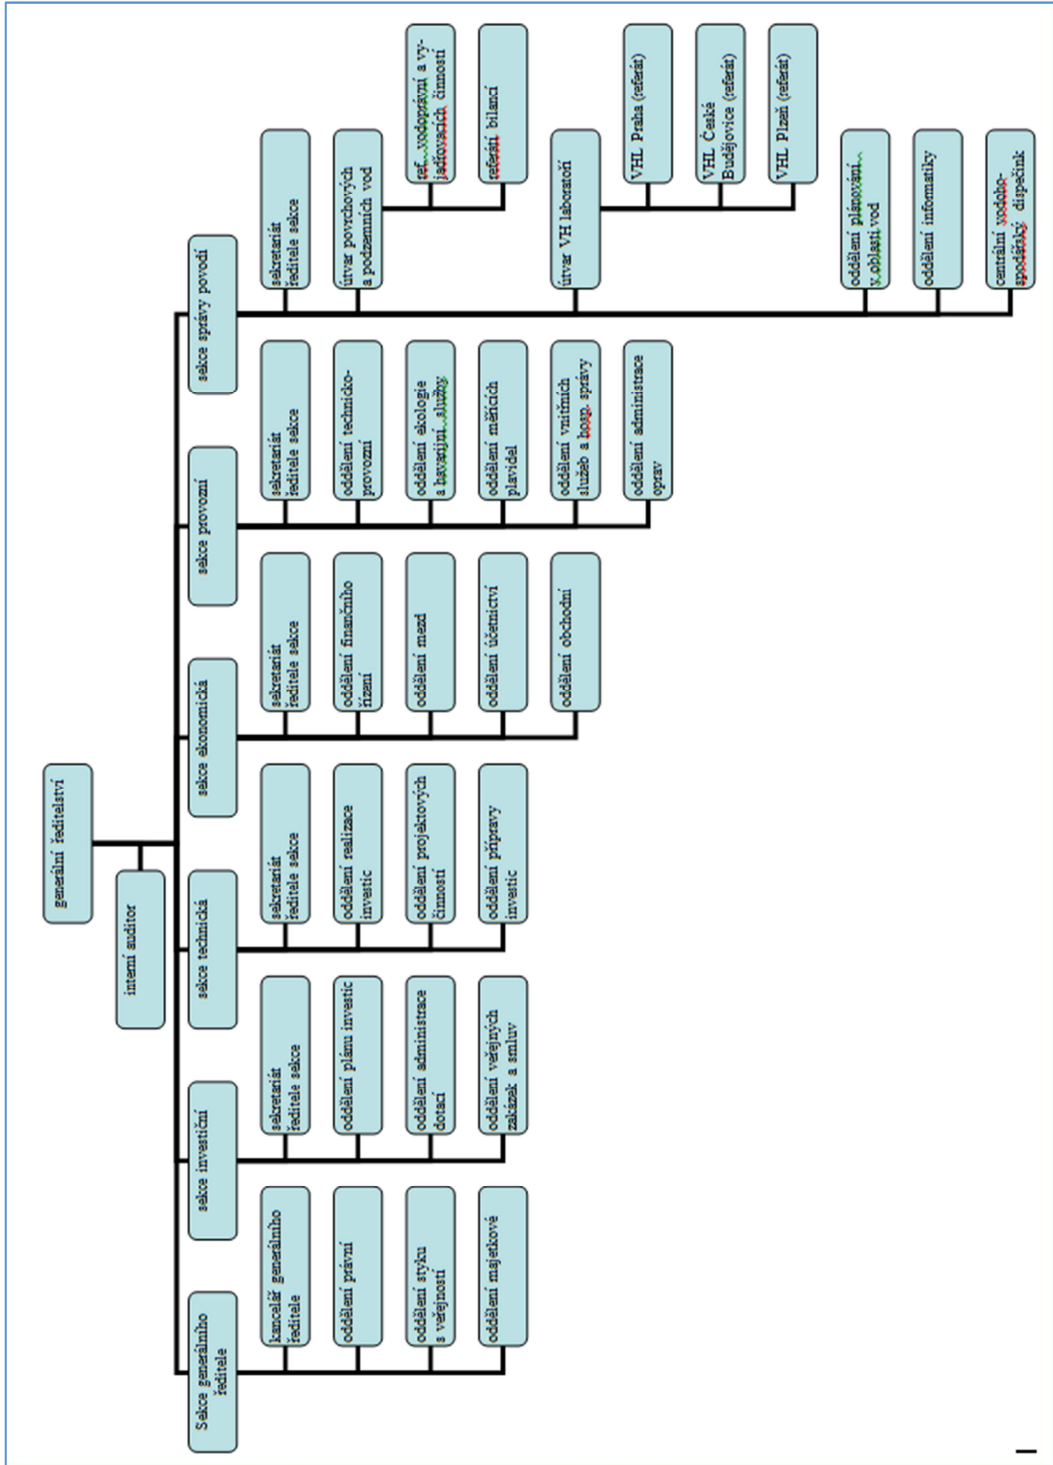 generální ředitelství
interní auditor
Sekce generálního
ředitele
kancelář generálního
ředitele
oddělení právní
oddělení styku
s veřejností
oddělení majetkové
sekce investiční
sekretariát
ředitele sekce
oddělení plánu investic
oddělení administrace
dotací
oddělení veřejných
zakázek a smluv
sekce technická
sekretariát
ředitele sekce
oddělení realizace
investic
oddělení projektových
činností
oddělení přípravy
investic
sekce ekonomická
sekretariát
ředitele sekce
oddělení finančního
řízení
oddělení mezd
oddělení účetnictví
oddělení obchodní
sekce provozní
sekretariát
ředitele sekce
oddělení technicko-
provozní
oddělení ekologie
a havarijní služby
oddělení měřících
plavidel
oddělení vnitřních
služeb a hosp. správy
oddělení administrace
oprav
sekce správy povodí
sekretariát
ředitele sekce
útvar povrchových
a podzemních vod
ref. vodoprávní a vy-
jadřovacích činností
referátí bilancí
útvar VH laboratoří
VHL Praha (referát)
VHL České
Budějovice (referát)
VHL Plzeň (referát)
oddělení plánování
v oblasti vod
oddělení informatiky
centrální vodoho-
spodářský dispečink